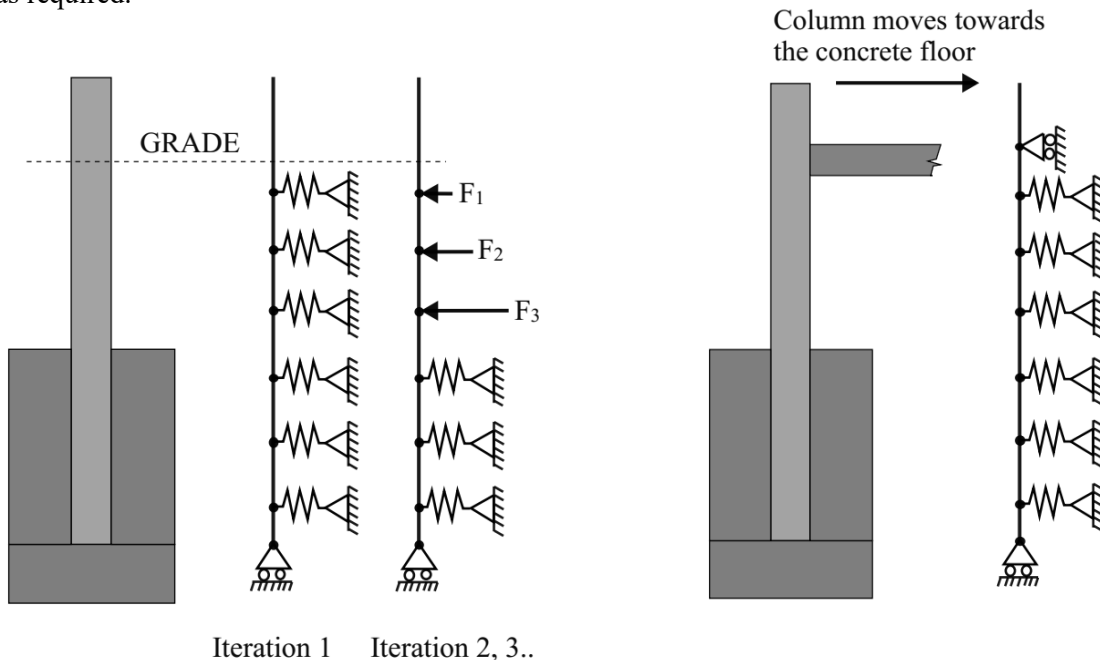 as required.
Column moves towards
the concrete floor
GRADE
F1
F2
F3
Iteration 1 Iteration 2, 3..